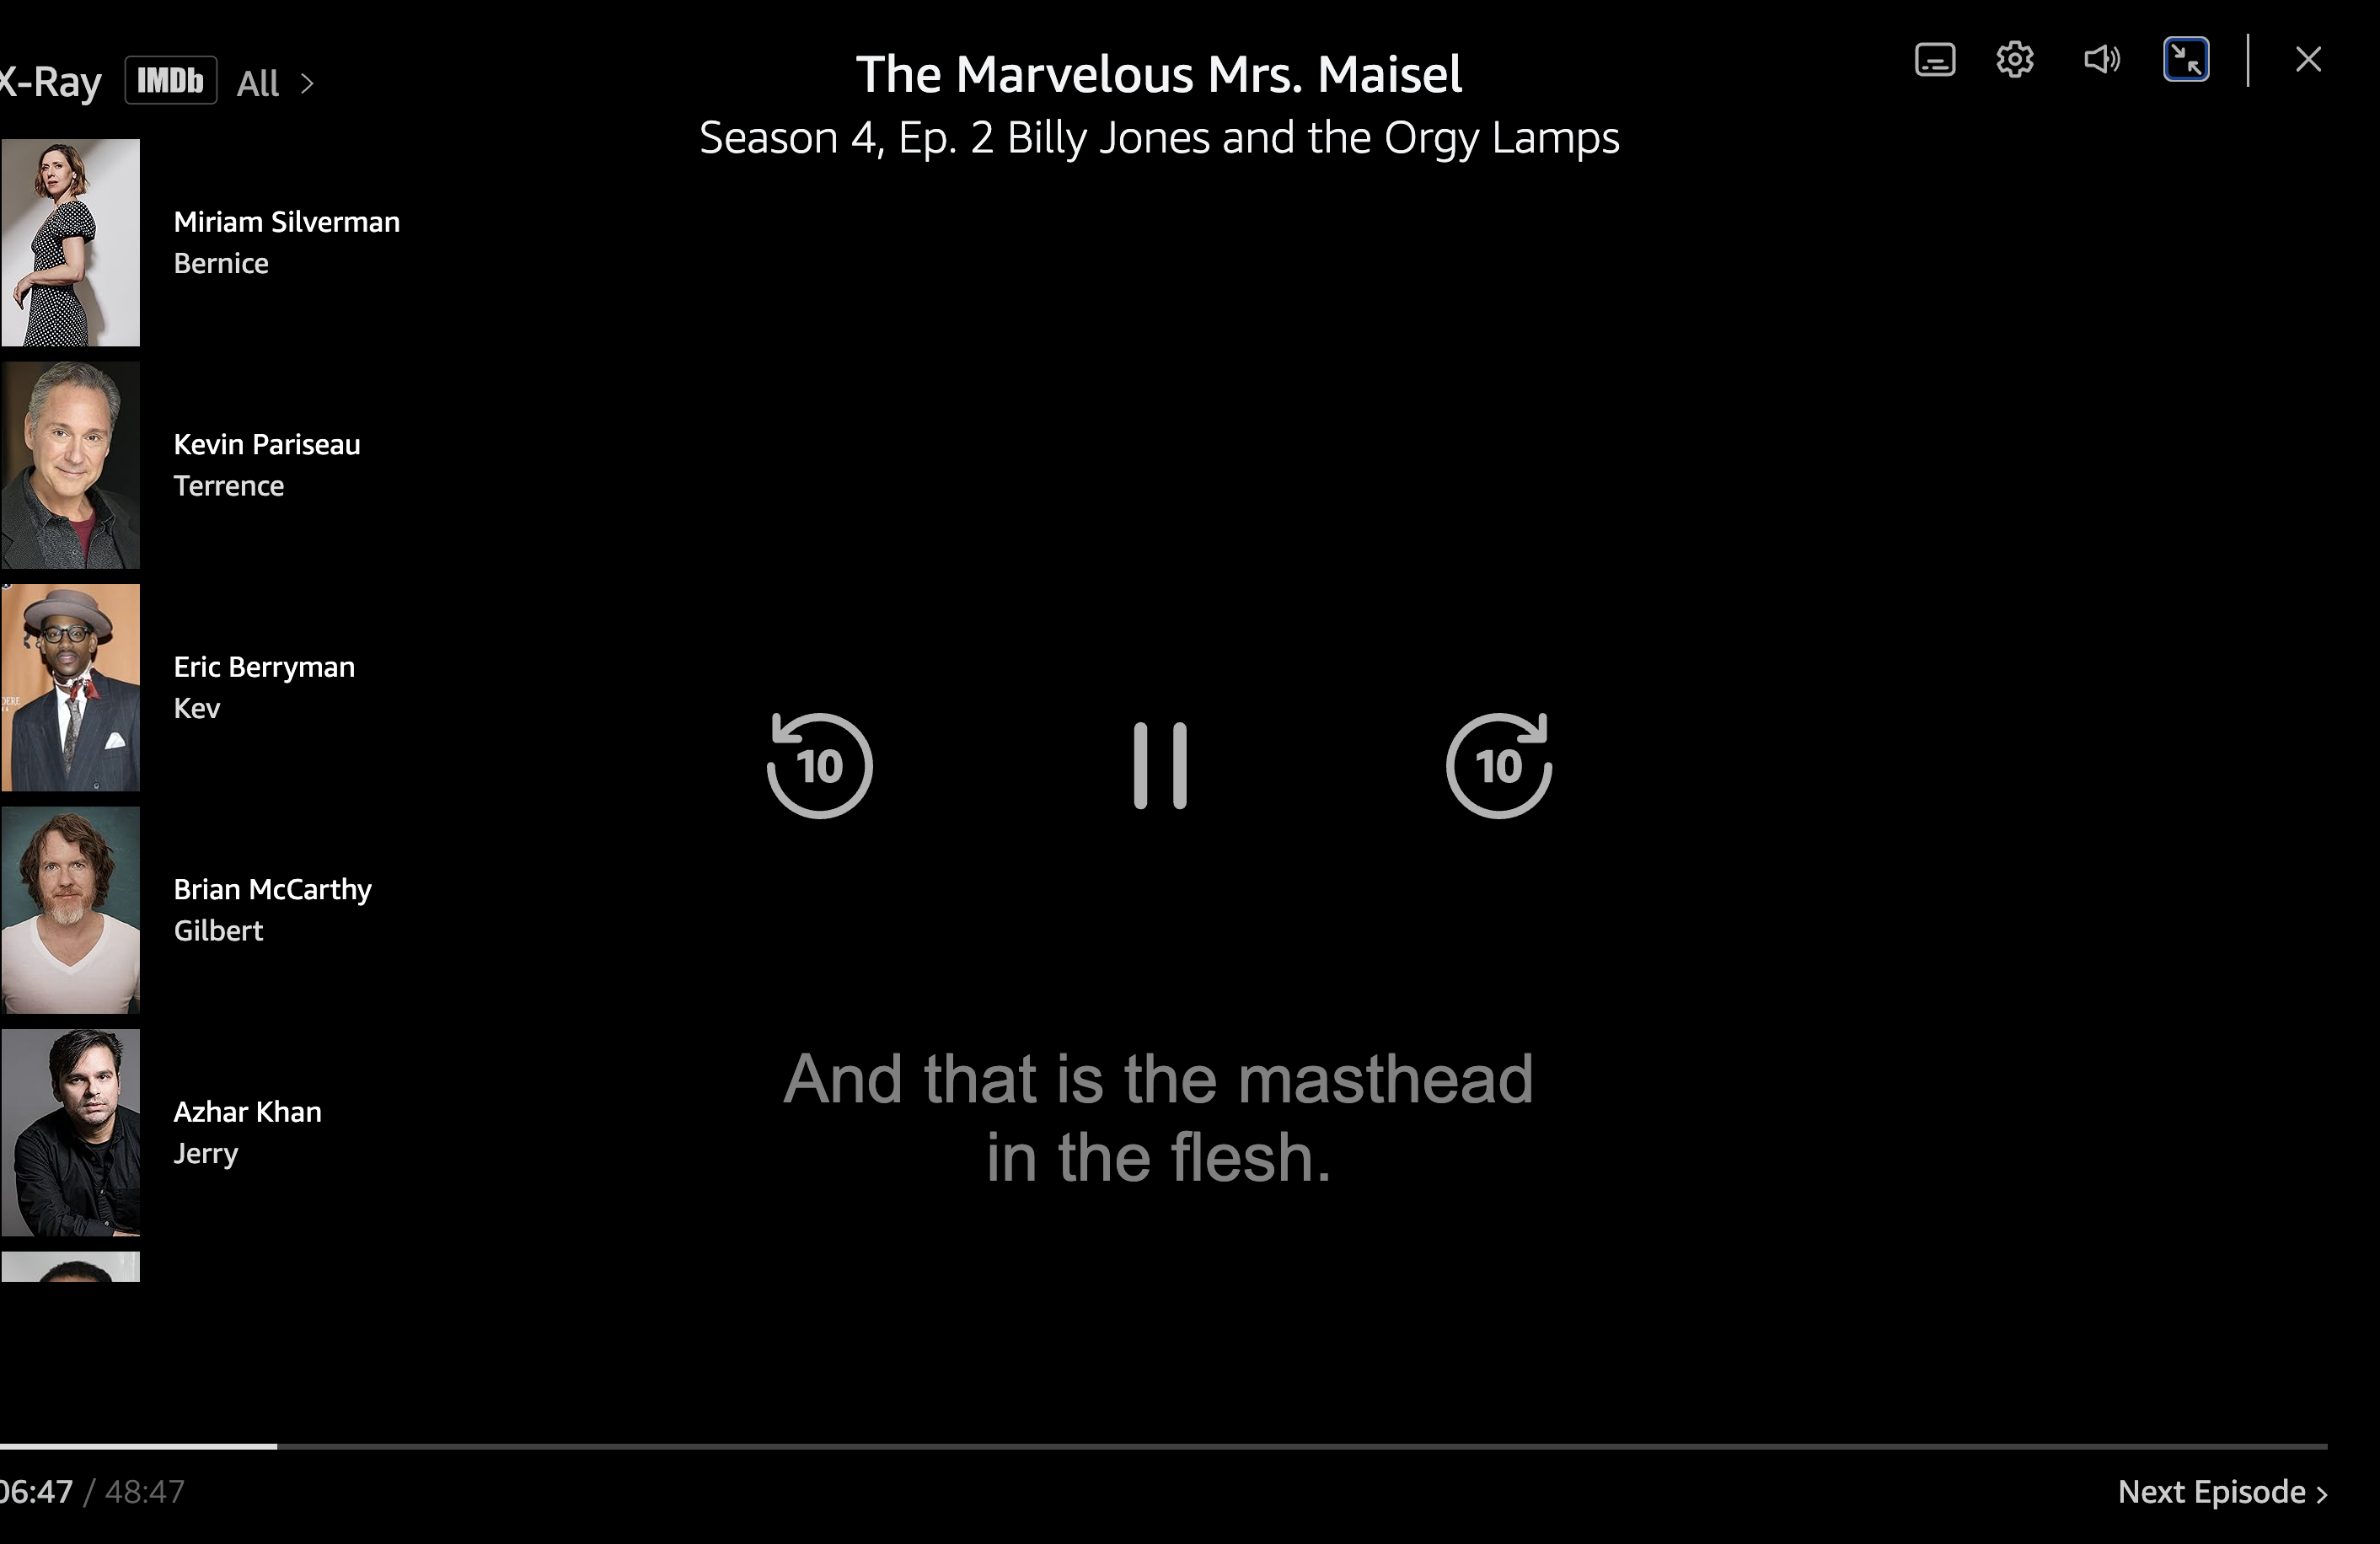 X-Ray IMDb All >
The Marvelous Mrs. Maisel
Season 4, Ep. 2 Billy Jones and the Orgy Lamps
Miriam Silverman
Bernice
Kevin Pariseau
Terrence
Eric Berryman
Kev
Brian McCarthy
Gilbert
Azhar Khan
Jerry
10
10
And that is the masthead
in the flesh.
06:47 / 48:47
Next Episode >